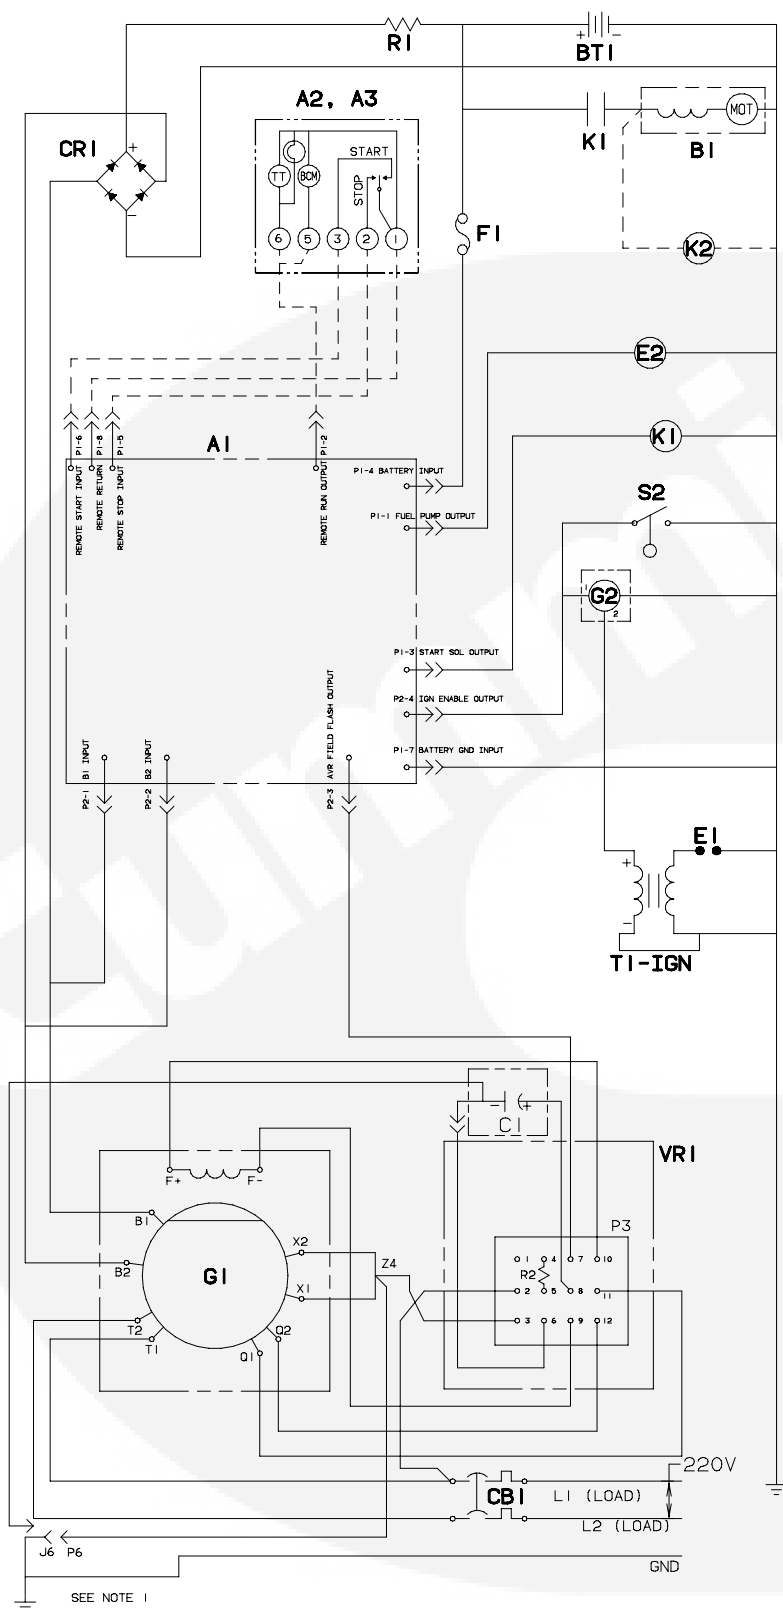 R1
+ BT1 -
A2, A3
CR1
+
-
START
STOP
TT
BCM
6 5 3 2 1
K1
MOT
B1
F1
K2
E2
A1
K1
P1-6
P1-8
P1-5
P1-2
REMOTE START INPUT
REMOTE RETURN
REMOTE STOP INPUT
REMOTE RUN OUTPUT
P1-4 BATTERY INPUT
P1-1 FUEL PUMP OUTPUT
S2
1
G2
2
P1-3 START SOL OUTPUT
P2-4 IGN ENABLE OUTPUT
P1-7 BATTERY GND INPUT
B1 INPUT
B2 INPUT
AVR FIELD FLASH OUTPUT
P2-1
P2-2
P2-3
E1
+
-
T1-IGN
- +
C1
VR1
F+ F-
P3
B1
X2
Z4
B2
G1
X1
1 4 7 10
R2
2 5 8 11
3 6 9 12
T2
T1
Q2
Q1
220V
CB1
L1 (LOAD)
L2 (LOAD)
J6 P6
GND
SEE NOTE 1
Cummi